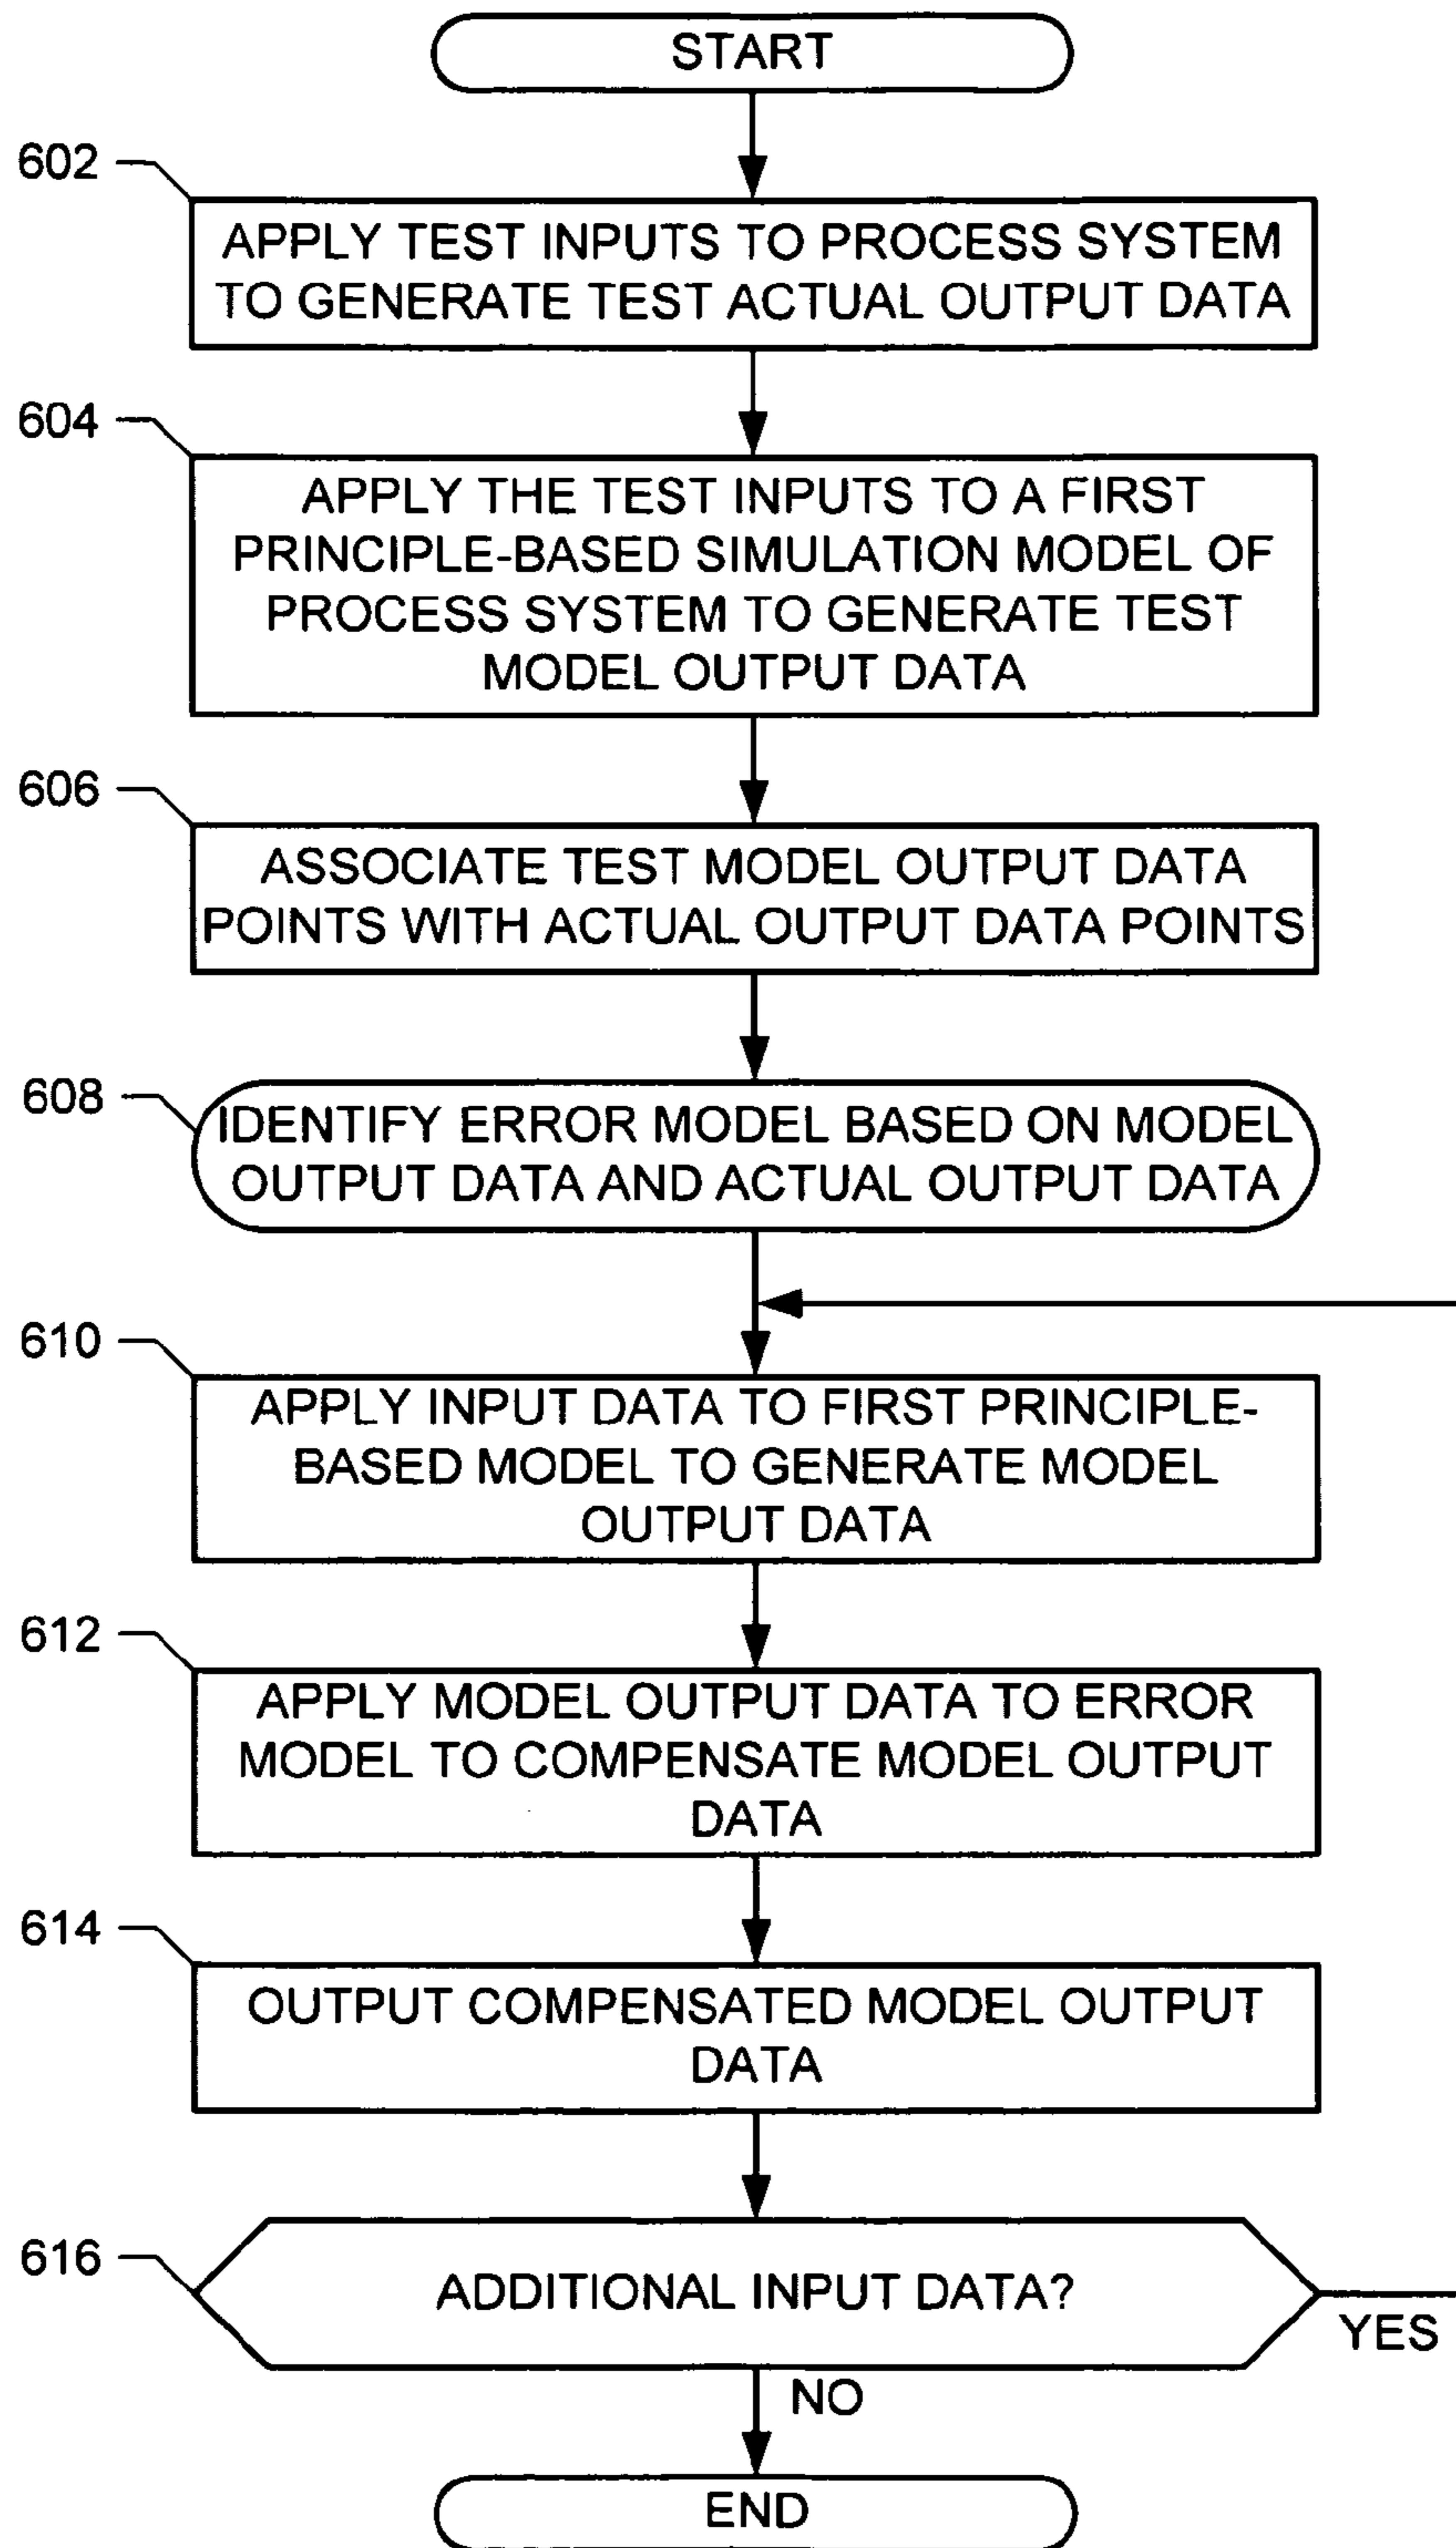 START
602
APPLY TEST INPUTS TO PROCESS SYSTEM
TO GENERATE TEST ACTUAL OUTPUT DATA
604
APPLY THE TEST INPUTS TO A FIRST
PRINCIPLE-BASED SIMULATION MODEL OF
PROCESS SYSTEM TO GENERATE TEST
MODEL OUTPUT DATA
606
ASSOCIATE TEST MODEL OUTPUT DATA
POINTS WITH ACTUAL OUTPUT DATA POINTS
608
IDENTIFY ERROR MODEL BASED ON MODEL
OUTPUT DATA AND ACTUAL OUTPUT DATA
610
APPLY INPUT DATA TO FIRST PRINCIPLE-
BASED MODEL TO GENERATE MODEL
OUTPUT DATA
612
APPLY MODEL OUTPUT DATA TO ERROR
MODEL TO COMPENSATE MODEL OUTPUT
DATA
614
OUTPUT COMPENSATED MODEL OUTPUT
DATA
616
ADDITIONAL INPUT DATA?
YES
NO
END